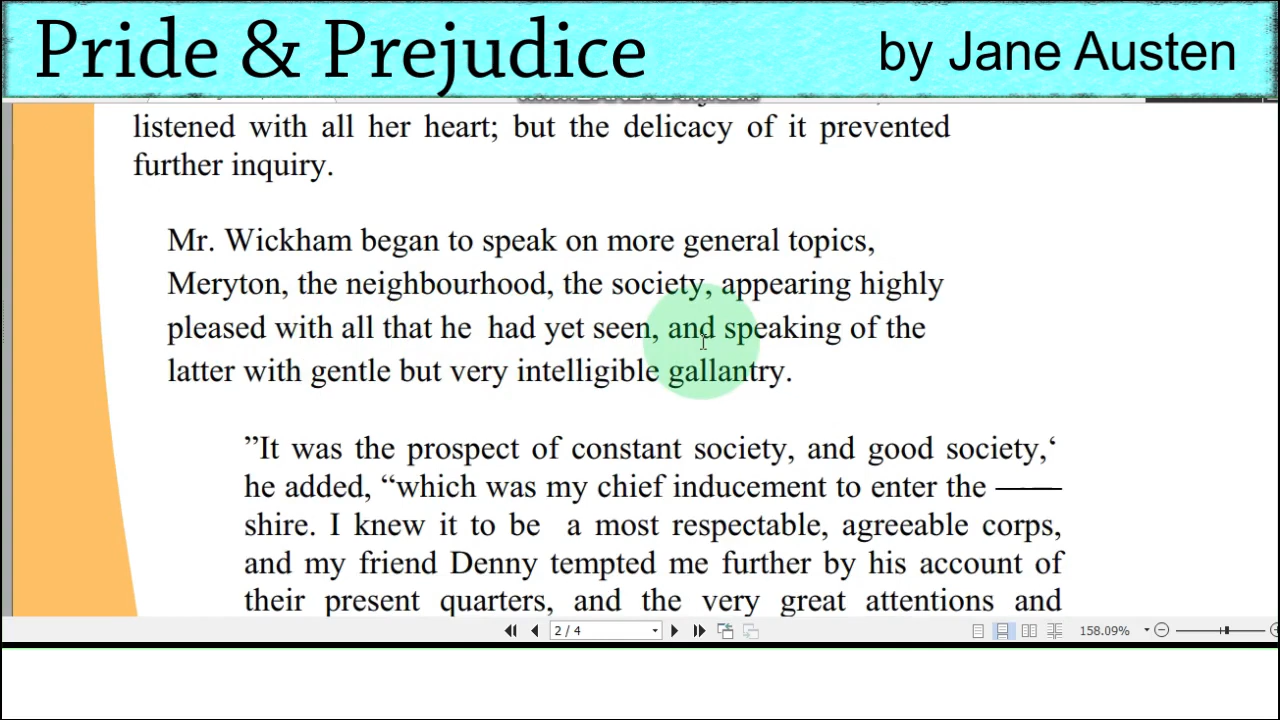 Pride & Prejudice by Jane Austen
listened with all her heart; but the delicacy of it prevented
further inquiry.
Mr. Wickham began to speak on more general topics,
Meryton, the neighbourhood, the society, appearing highly
pleased with all that he had yet seen, and speaking of the
latter with gentle but very intelligible gallantry.
”It was the prospect of constant society, and good society,‘
he added, “which was my chief inducement to enter the ——
shire. I knew it to be a most respectable, agreeable corps,
and my friend Denny tempted me further by his account of
their present quarters, and the very great attentions and
2 / 4
158.09%